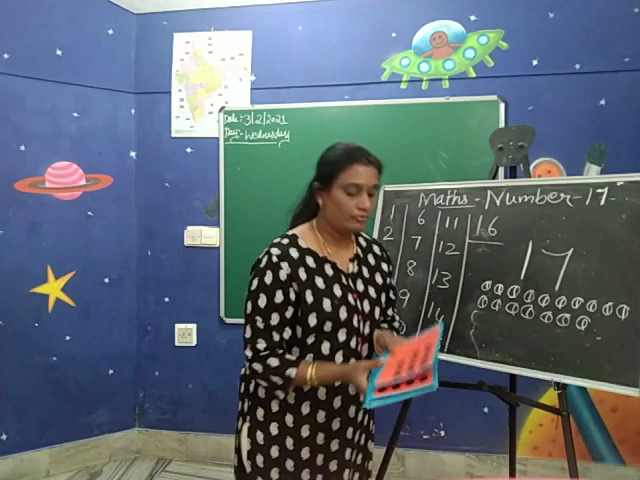 Date:-3/2/2021
Day:- Wednesday
Maths - Number - 17
1 6 11 16
2 7 12
8 13
9 14
17